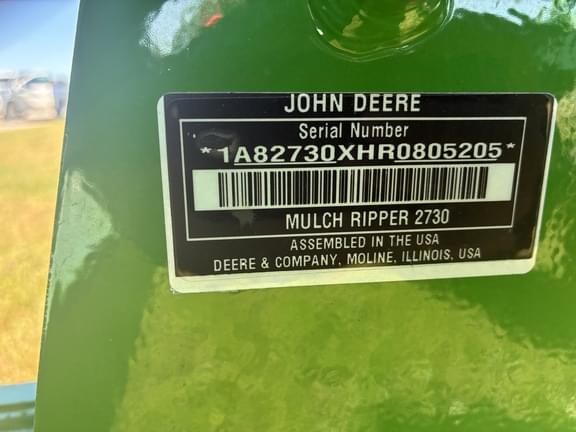 JOHN DEERE
Serial Number
*1A82730XHR0805205*
MULCH RIPPER 2730
ASSEMBLED IN THE USA
DEERE & COMPANY, MOLINE, ILLINOIS, USA